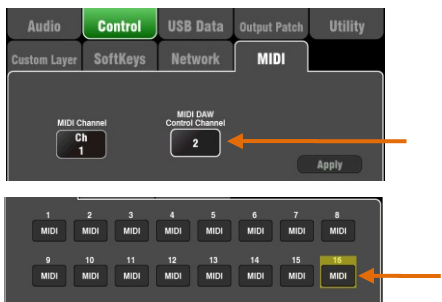 Audio Control USB Data Output Patch Utility
Custom Layer SoftKeys Network MIDI
MIDI Channel
Ch
1
MIDI DAW
Control Channel
2
Apply
1 2 3 4 5 6 7 8
MIDI MIDI MIDI MIDI MIDI MIDI MIDI MIDI
9 10 11 12 13 14 15 16
MIDI MIDI MIDI MIDI MIDI MIDI MIDI MIDI